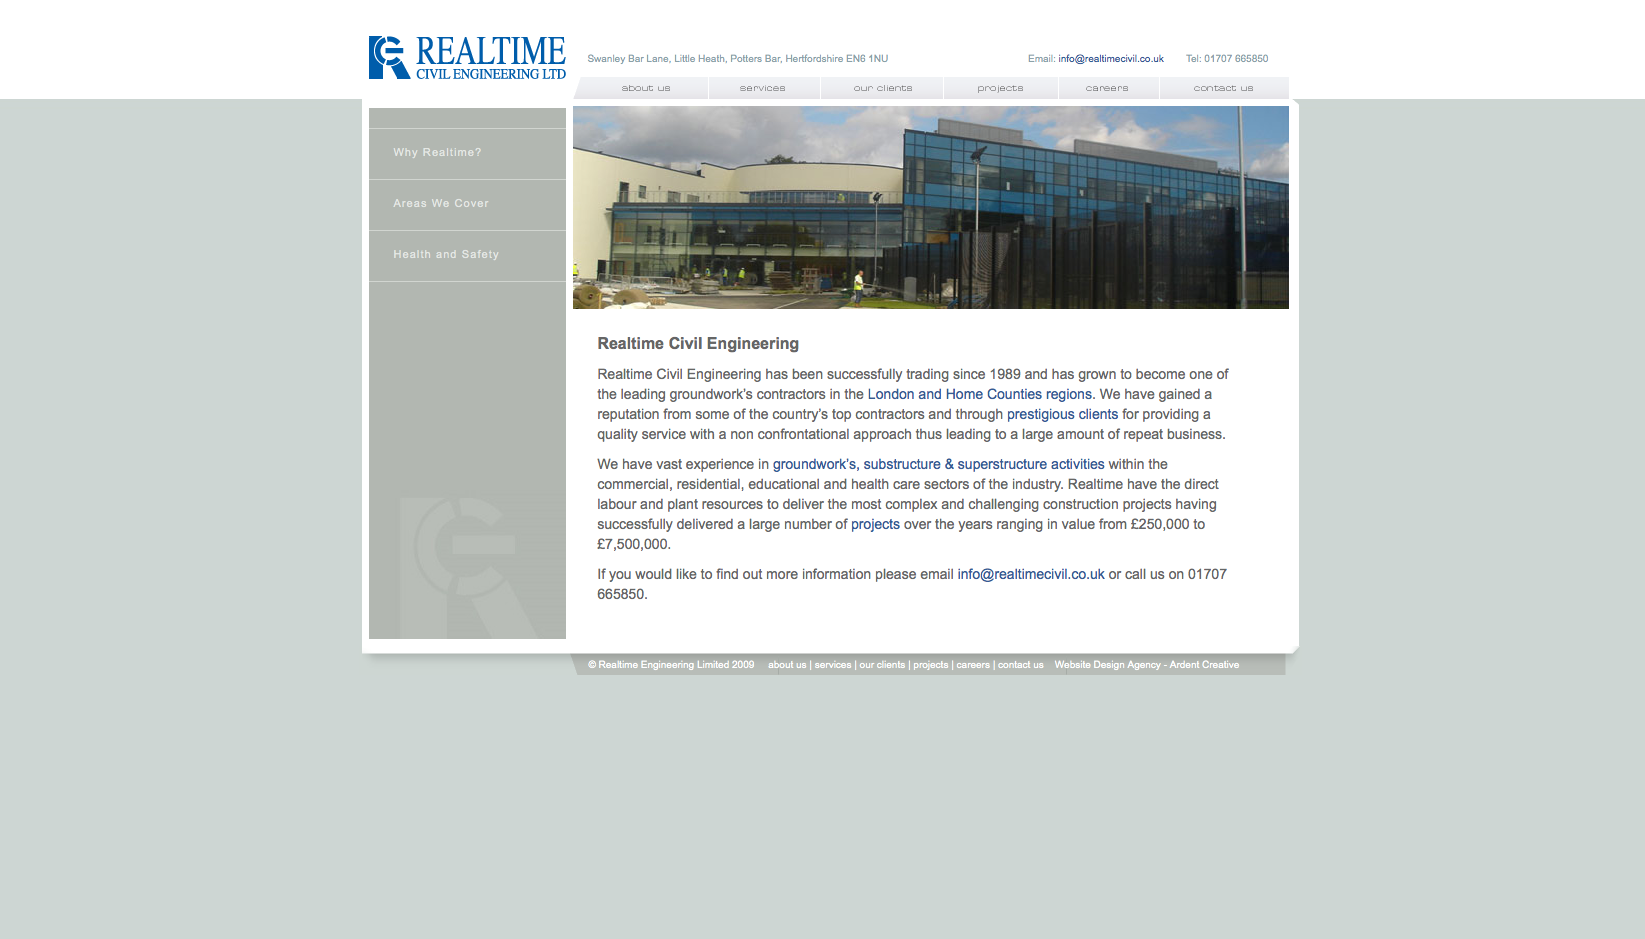 REALTIME
CIVIL ENGINEERING LTD
Swanley Bar Lane, Little Heath, Potters Bar, Hertfordshire EN6 1NU
Email: info@realtimecivil.co.uk
Tel: 01707 665850
about us
services
our clients
projects
careers
contact us
Why Realtime?
Areas We Cover
Health and Safety
Realtime Civil Engineering
Realtime Civil Engineering has been successfully trading since 1989 and has grown to become one of
the leading groundwork’s contractors in the London and Home Counties regions. We have gained a
reputation from some of the country’s top contractors and through prestigious clients for providing a
quality service with a non confrontational approach thus leading to a large amount of repeat business.
We have vast experience in groundwork’s, substructure & superstructure activities within the
commercial, residential, educational and health care sectors of the industry. Realtime have the direct
labour and plant resources to deliver the most complex and challenging construction projects having
successfully delivered a large number of projects over the years ranging in value from £250,000 to
£7,500,000.
If you would like to find out more information please email info@realtimecivil.co.uk or call us on 01707
665850.
© Realtime Engineering Limited 2009 about us | services | our clients | projects | careers | contact us Website Design Agency - Ardent Creative